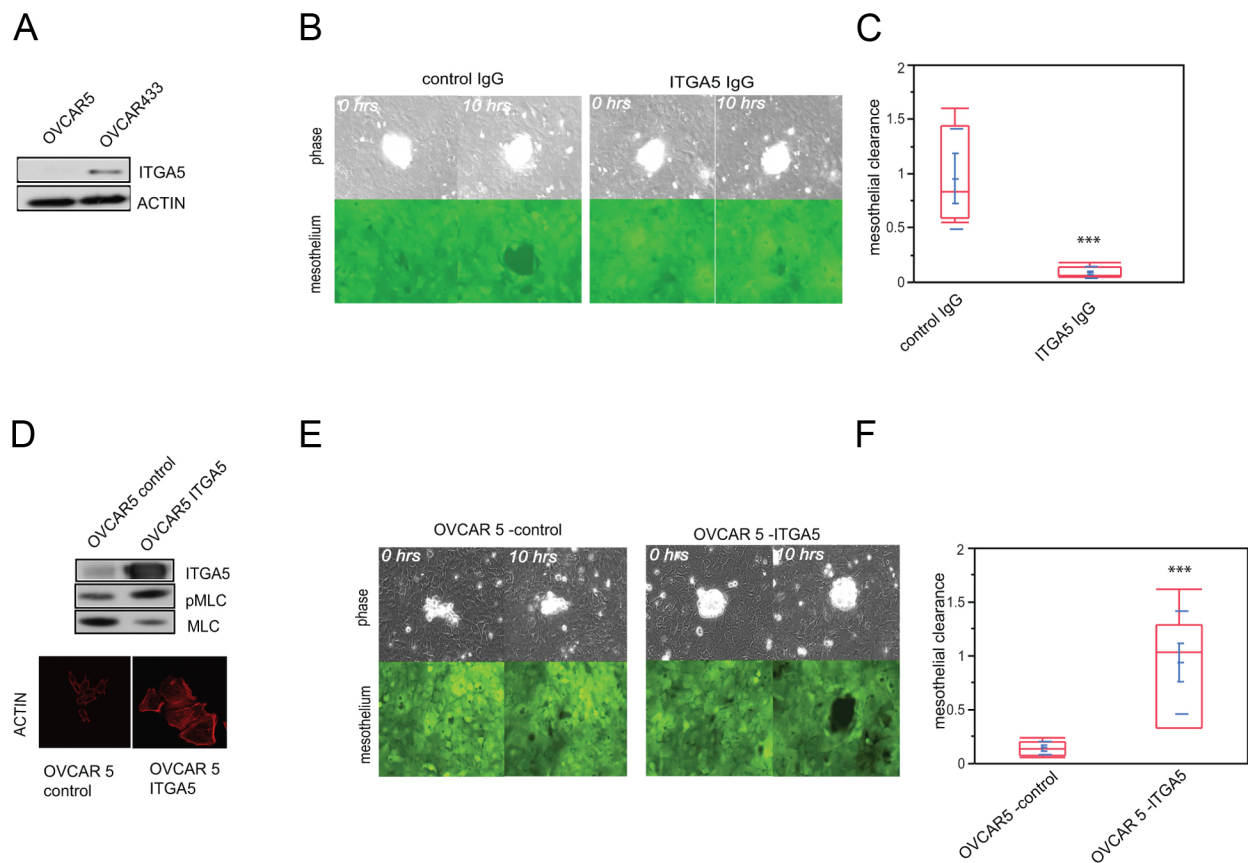 A
OVCAR5
OVCAR433
ITGA5
ACTIN
B
control IgG
ITGA5 IgG
0 hrs
10 hrs
0 hrs
10 hrs
phase
mesothelium
C
2
1.5
1
0.5
0
mesothelial clearance
***
control IgG
ITGA5 IgG
D
OVCAR5 control
OVCAR5 ITGA5
ITGA5
pMLC
MLC
ACTIN
OVCAR 5
control
OVCAR 5
ITGA5
E
OVCAR 5 -control
OVCAR 5 -ITGA5
0 hrs
10 hrs
0 hrs
10 hrs
phase
mesothelium
F
2
1.5
1
0.5
0
mesothelial clearance
***
OVCAR5 -control
OVCAR 5 -ITGA5